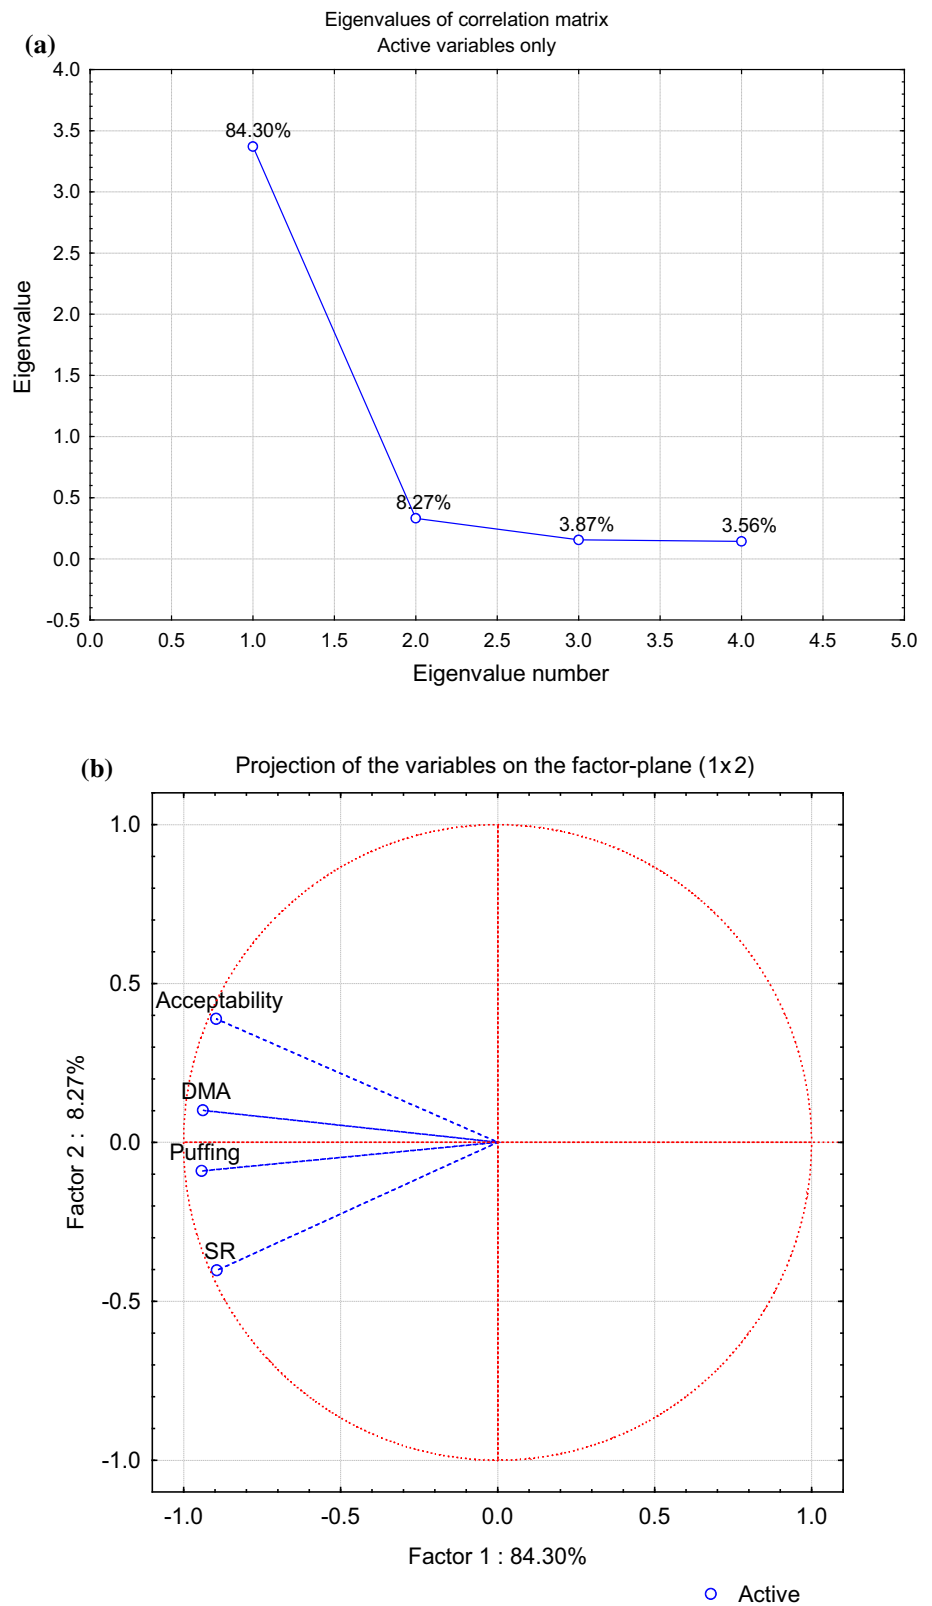 Eigenvalues of correlation matrix
(a)
Active variables only
4.0
3.5
3.0
2.5
2.0
1.5
1.0
0.5
0.0
-0.5
Eigenvalue
84.30%
8.27%
3.87%
3.56%
0.0 0.5 1.0 1.5 2.0 2.5 3.0 3.5 4.0 4.5 5.0
Eigenvalue number
(b)
Projection of the variables on the factor-plane (1x2)
1.0
0.5
0.0
-0.5
-1.0
Factor 2 : 8.27%
Acceptability
DMA
Puffing
SR
-1.0 -0.5 0.0 0.5 1.0
Factor 1 : 84.30%
Active